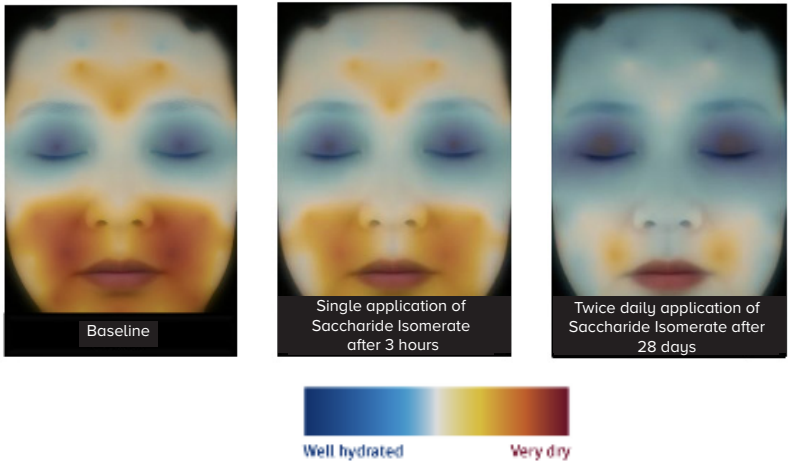 Baseline
Single application of
Saccharide Isomerate
after 3 hours
Twice daily application of
Saccharide Isomerate after
28 days
Well hydrated
Very dry